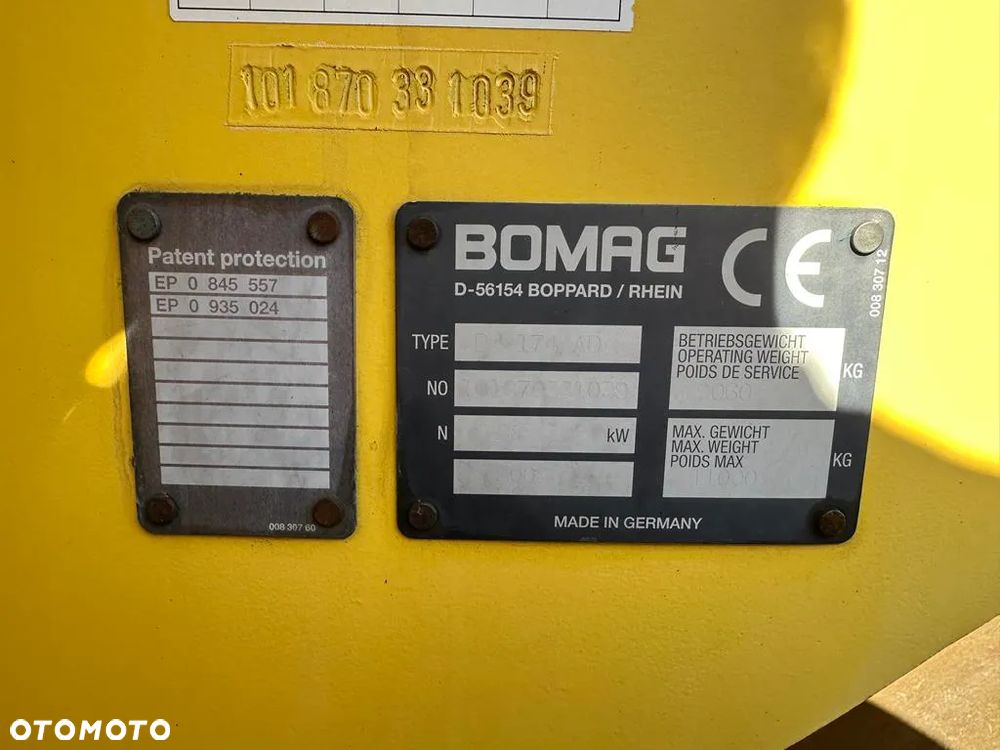 101 870 33 1039
Patent protection
EP 0 845 557
EP 0 935 024
008 307 60
BOMAG CE
D-56154 BOPPARD / RHEIN
008 307 12
TYPE
NO 101870331039
N kW
BETRIEBSGEWICHT
OPERATING WEIGHT
POIDS DE SERVICE KG
MAX. GEWICHT
MAX. WEIGHT
POIDS MAX KG
MADE IN GERMANY
OTOMOTO